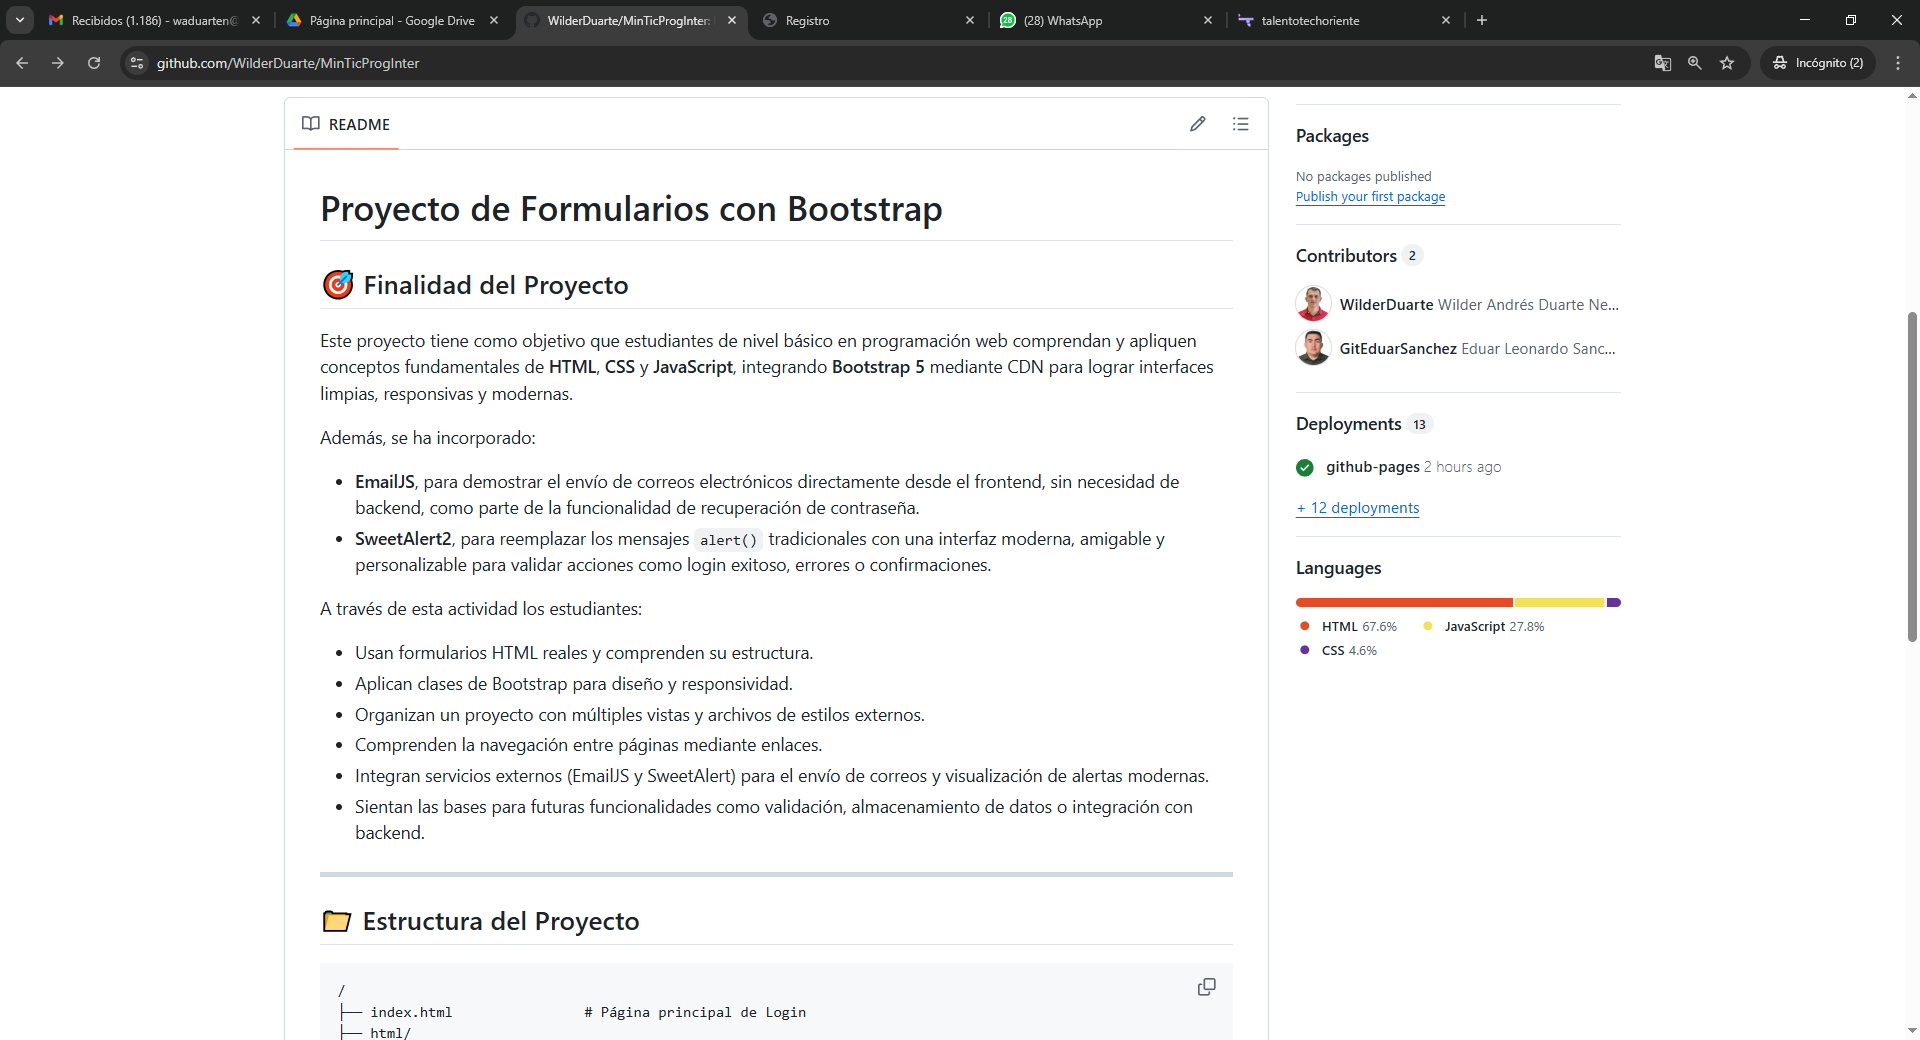 Recibidos (1.186) - waduarten@
Página principal - Google Drive
WilderDuarte/MinTicProgInter:
Registro
(28) WhatsApp
talentotechoriente
github.com/WilderDuarte/MinTicProgInter
Incógnito (2)
README
Proyecto de Formularios con Bootstrap
Finalidad del Proyecto
Este proyecto tiene como objetivo que estudiantes de nivel básico en programación web comprendan y apliquen
conceptos fundamentales de HTML, CSS y JavaScript, integrando Bootstrap 5 mediante CDN para lograr interfaces
limpias, responsivas y modernas.
Además, se ha incorporado:
• EmailJS, para demostrar el envío de correos electrónicos directamente desde el frontend, sin necesidad de
backend, como parte de la funcionalidad de recuperación de contraseña.
• SweetAlert2, para reemplazar los mensajes alert() tradicionales con una interfaz moderna, amigable y
personalizable para validar acciones como login exitoso, errores o confirmaciones.
A través de esta actividad los estudiantes:
• Usan formularios HTML reales y comprenden su estructura.
• Aplican clases de Bootstrap para diseño y responsividad.
• Organizan un proyecto con múltiples vistas y archivos de estilos externos.
• Comprenden la navegación entre páginas mediante enlaces.
• Integran servicios externos (EmailJS y SweetAlert) para el envío de correos y visualización de alertas modernas.
• Sientan las bases para futuras funcionalidades como validación, almacenamiento de datos o integración con
backend.
Estructura del Proyecto
/
├── index.html # Página principal de Login
├── html/
Packages
No packages published
Publish your first package
Contributors 2
WilderDuarte Wilder Andrés Duarte Ne...
GitEduarSanchez Eduar Leonardo Sanc...
Deployments 13
github-pages 2 hours ago
+ 12 deployments
Languages
HTML 67.6% JavaScript 27.8%
CSS 4.6%